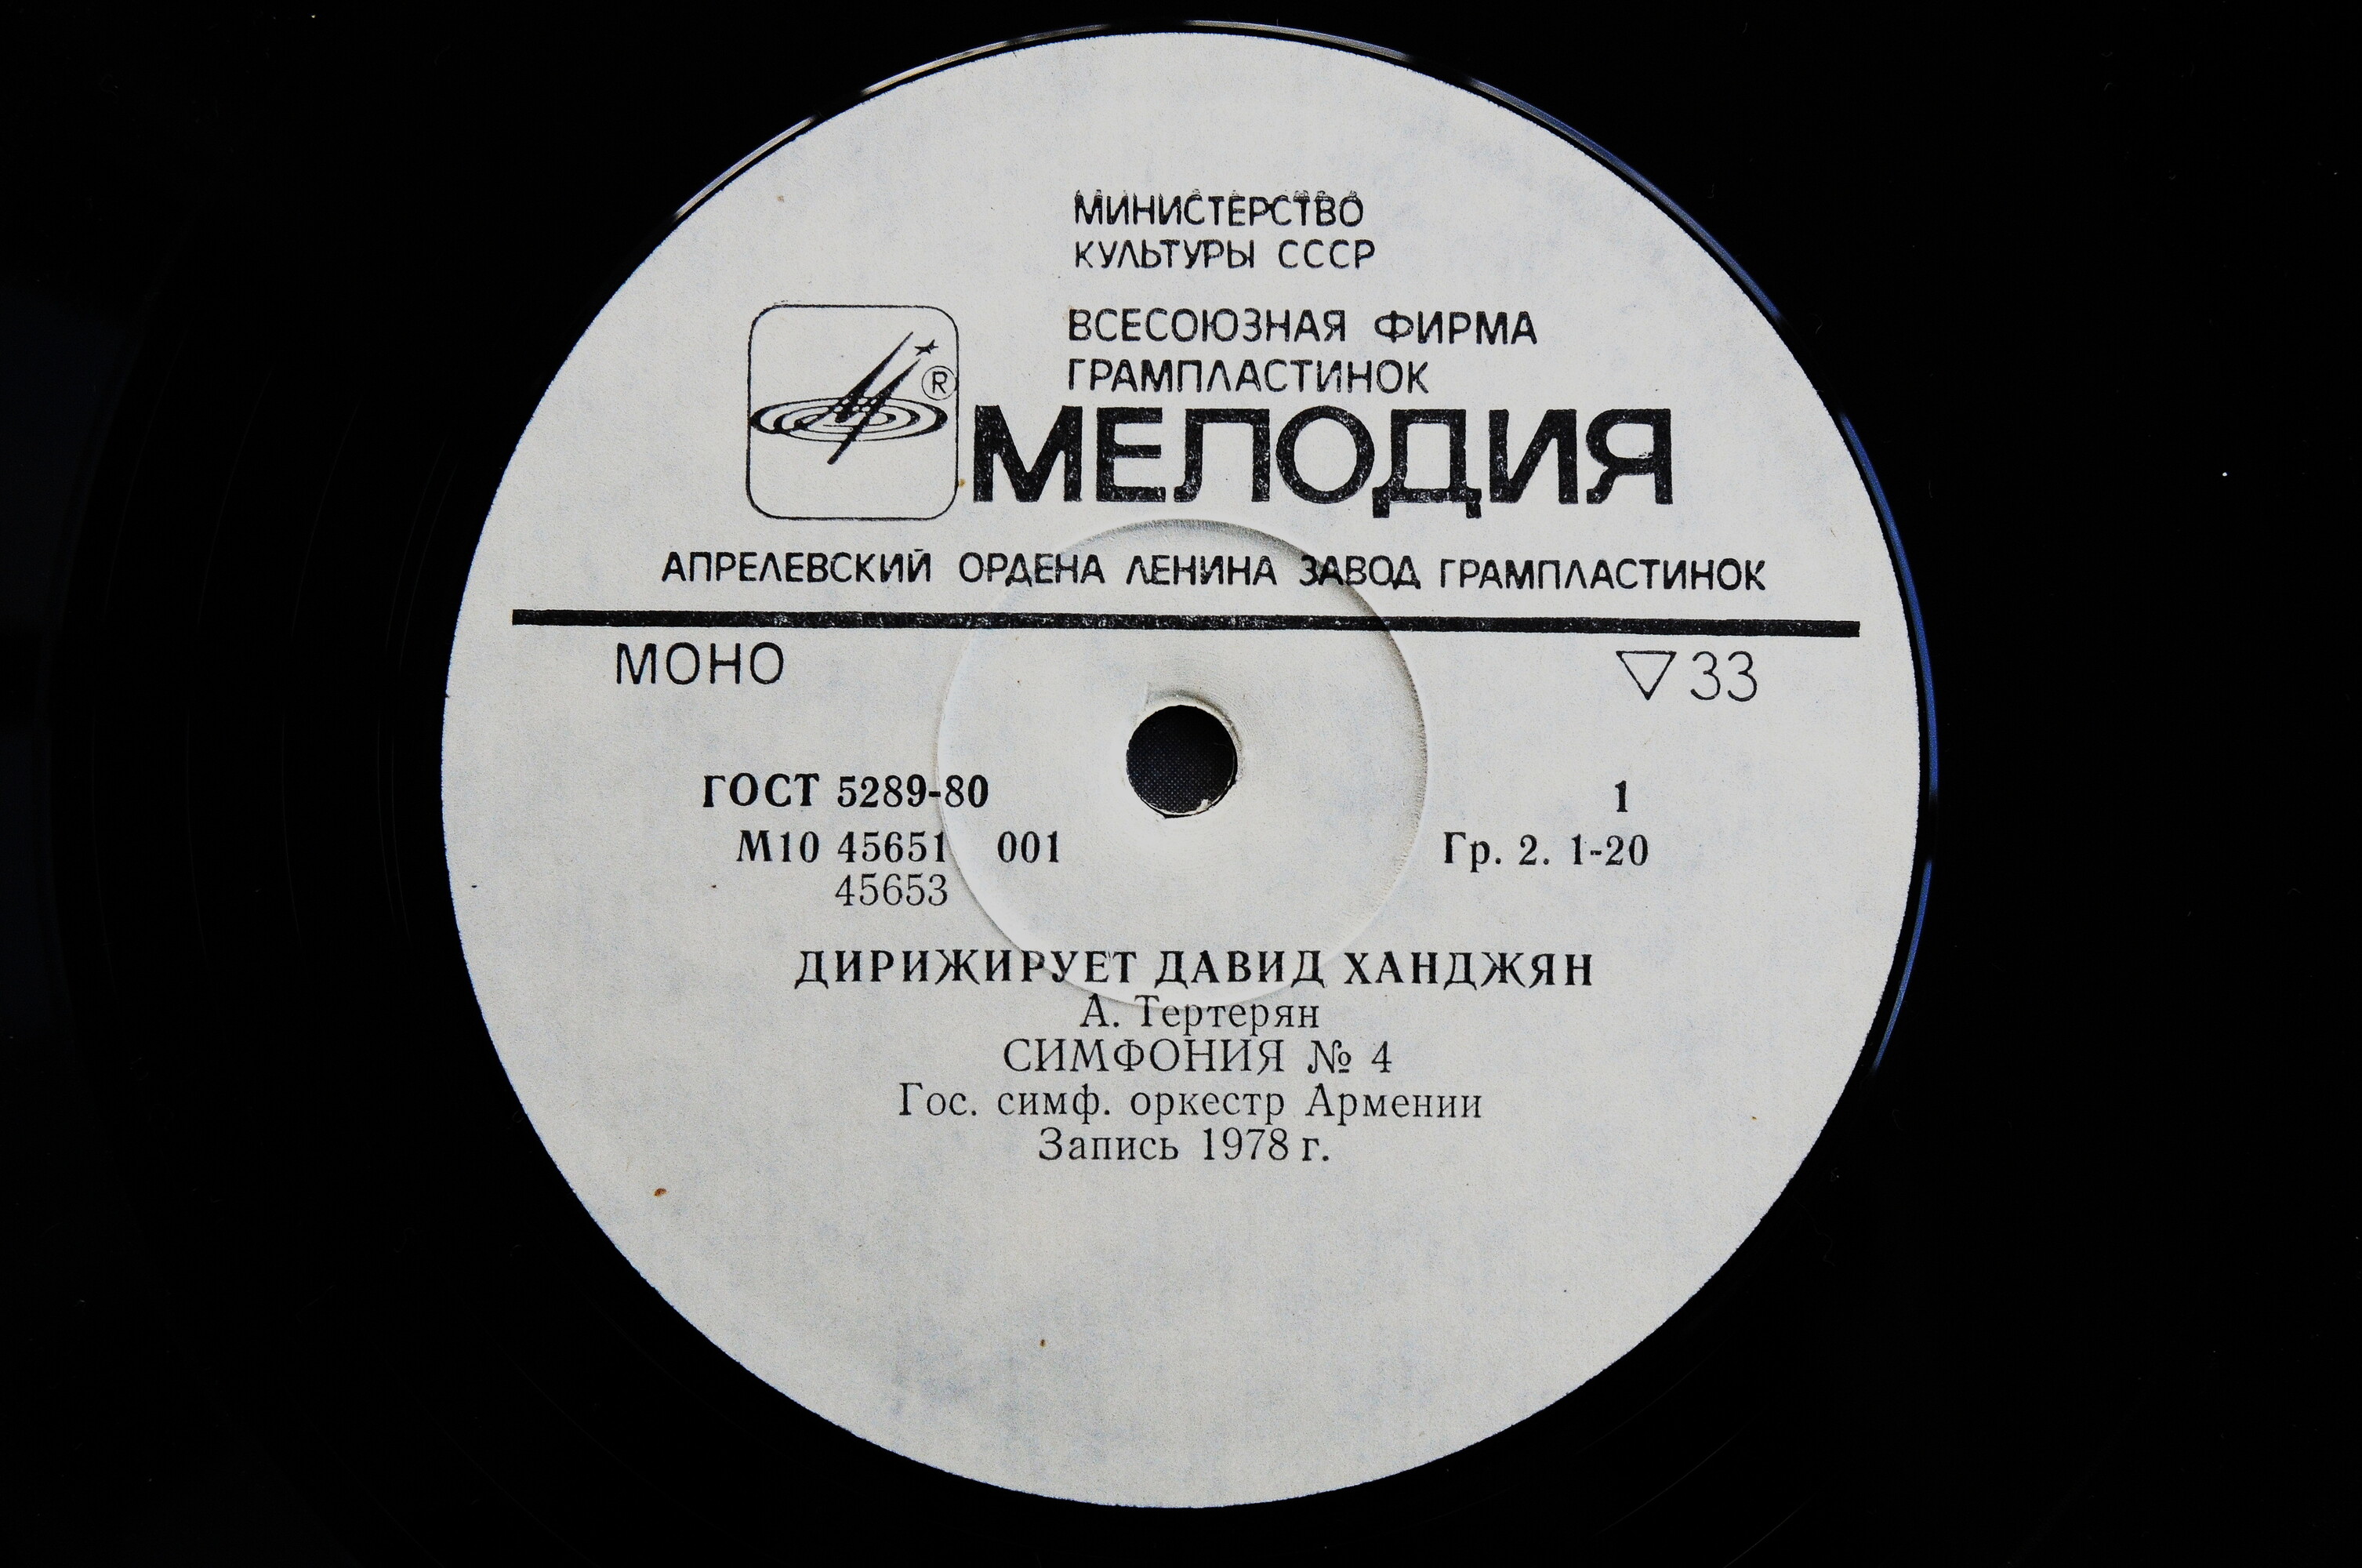 МИНИСТЕРСТВО
КУЛЬТУРЫ СССР
ВСЕСОЮЗНАЯ ФИРМА
ГРАМПЛАСТИНОК
®
МЕЛОДИЯ
АПРЕЛЕВСКИЙ ОРДЕНА ЛЕНИНА ЗАВОД ГРАМПЛАСТИНОК
МОНО ▽33
ГОСТ 5289-80 1
М10 45651 001 Гр. 2. 1-20
45653
ДИРИЖИРУЕТ ДАВИД ХАНДЖЯН
А. Тертерян
СИМФОНИЯ № 4
Гос. симф. оркестр Армении
Запись 1978 г.